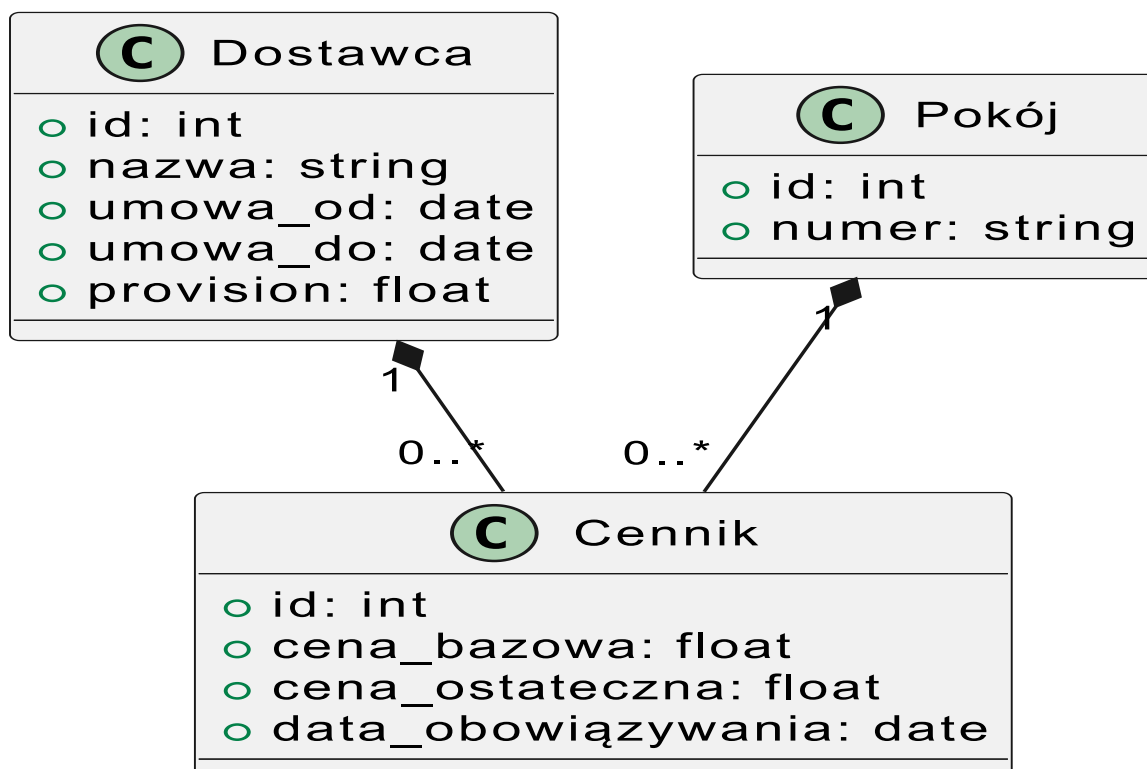 C Dostawca
id: int
nazwa: string
umowa_od: date
umowa_do: date
provision: float
C Pokój
id: int
numer: string
1
1
0..*
0..*
C Cennik
id: int
cena_bazowa: float
cena_ostateczna: float
data_obowiązywania: date